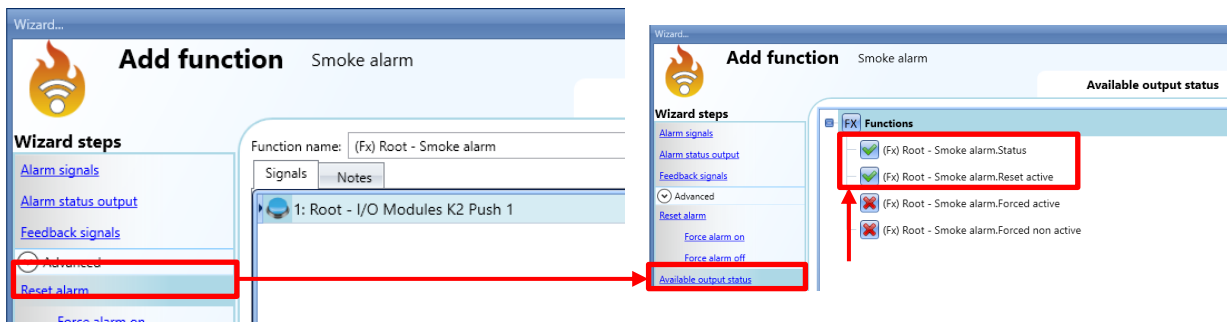 Wizard...
Add function Smoke alarm
Wizard steps
Alarm signals
Alarm status output
Feedback signals
Advanced
Reset alarm
Force alarm on
Function name: (Fx) Root - Smoke alarm
Signals Notes
1: Root - I/O Modules K2 Push 1
Wizard...
Add function Smoke alarm
Available output status
Wizard steps
Alarm signals
Alarm status output
Feedback signals
Advanced
Reset alarm
Force alarm on
Force alarm off
Available output status
FX Functions
(Fx) Root - Smoke alarm.Status
(Fx) Root - Smoke alarm.Reset active
(Fx) Root - Smoke alarm.Forced active
(Fx) Root - Smoke alarm.Forced non active